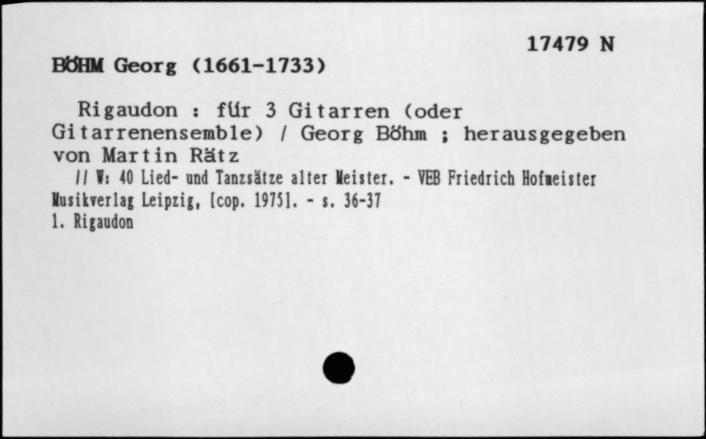 17479 N
BÖHM Georg (1661-1733)
Rigaudon : für 3 Gitarren (oder
Gitarrenensemble) / Georg Böhm ; herausgegeben
von Martin Rätz
// W: 40 Lied- und Tanzsätze alter Meister. - VEB Friedrich Hofmeister
Musikverlag Leipzig, [cop. 1975]. - s. 36-37
1. Rigaudon